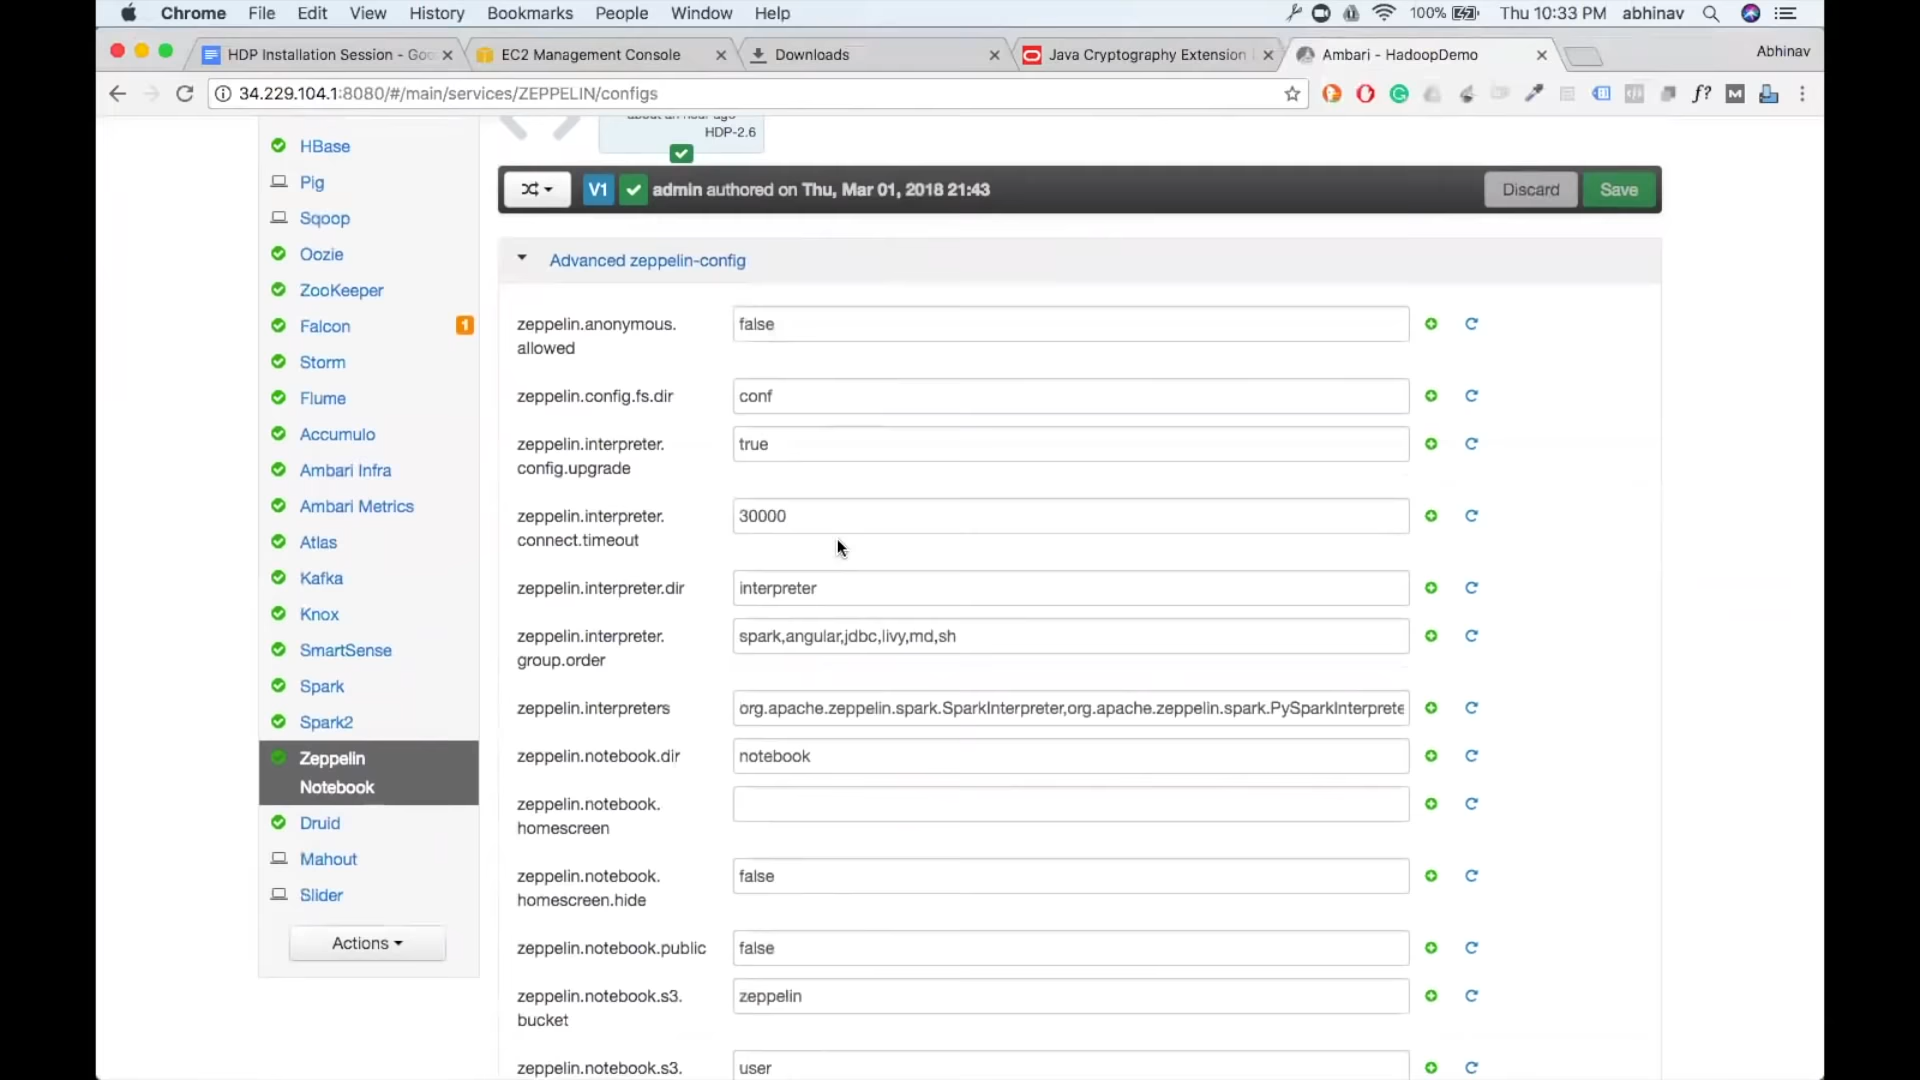 Chrome File Edit View History Bookmarks People Window Help 100% Thu 10:33 PM abhinav
HDP Installation Session - Goo EC2 Management Console Downloads Java Cryptography Extension Ambari - HadoopDemo Abhinav
34.229.104.1:8080/#/main/services/ZEPPELIN/configs
about an hour ago
HDP-2.6
HBase
Pig
Sqoop
Oozie
ZooKeeper
Falcon 1
Storm
Flume
Accumulo
Ambari Infra
Ambari Metrics
Atlas
Kafka
Knox
SmartSense
Spark
Spark2
Zeppelin
Notebook
Druid
Mahout
Slider
Actions
V1 admin authored on Thu, Mar 01, 2018 21:43 Discard Save
Advanced zeppelin-config
zeppelin.anonymous.
allowed
false
zeppelin.config.fs.dir
conf
zeppelin.interpreter.
config.upgrade
true
zeppelin.interpreter.
connect.timeout
30000
zeppelin.interpreter.dir
interpreter
zeppelin.interpreter.
group.order
spark,angular,jdbc,livy,md,sh
zeppelin.interpreters
org.apache.zeppelin.spark.SparkInterpreter,org.apache.zeppelin.spark.PySparkInterprete
zeppelin.notebook.dir
notebook
zeppelin.notebook.
homescreen
zeppelin.notebook.
homescreen.hide
false
zeppelin.notebook.public
false
zeppelin.notebook.s3.
bucket
zeppelin
zeppelin.notebook.s3.
user